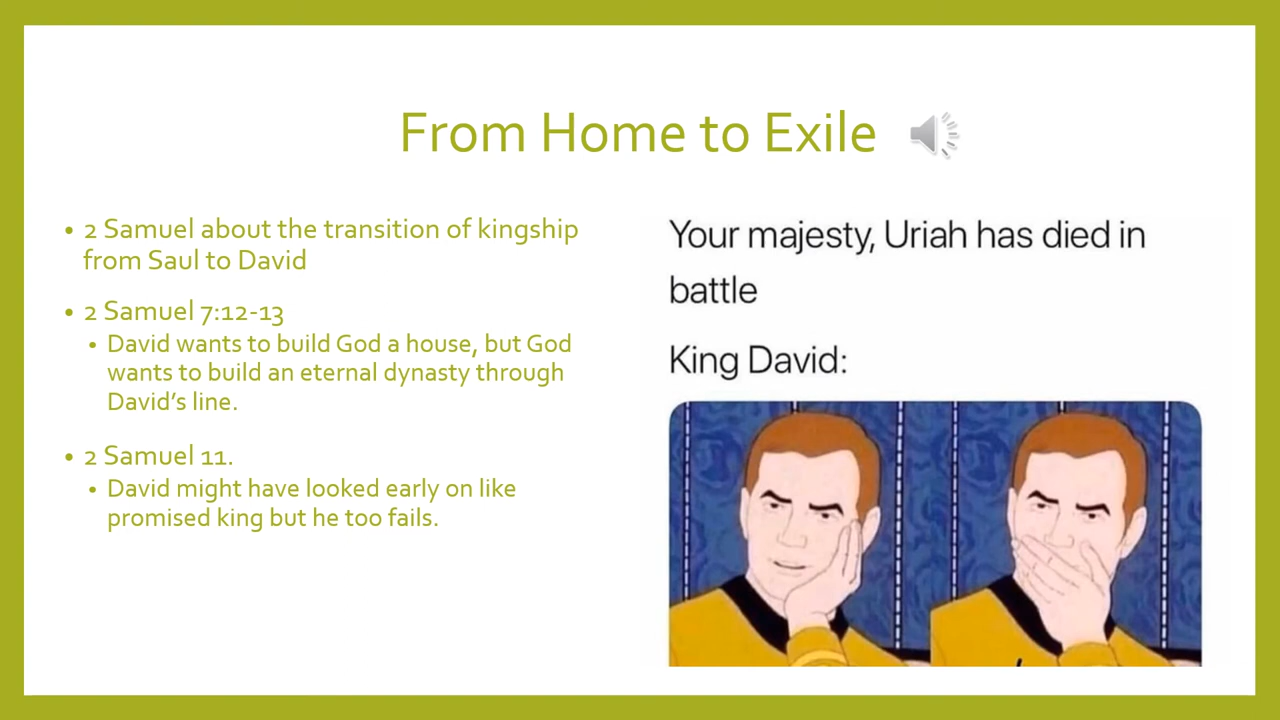 From Home to Exile
• 2 Samuel about the transition of kingship
from Saul to David
• 2 Samuel 7:12-13
• David wants to build God a house, but God
wants to build an eternal dynasty through
David’s line.
• 2 Samuel 11.
• David might have looked early on like
promised king but he too fails.
Your majesty, Uriah has died in
battle
King David: